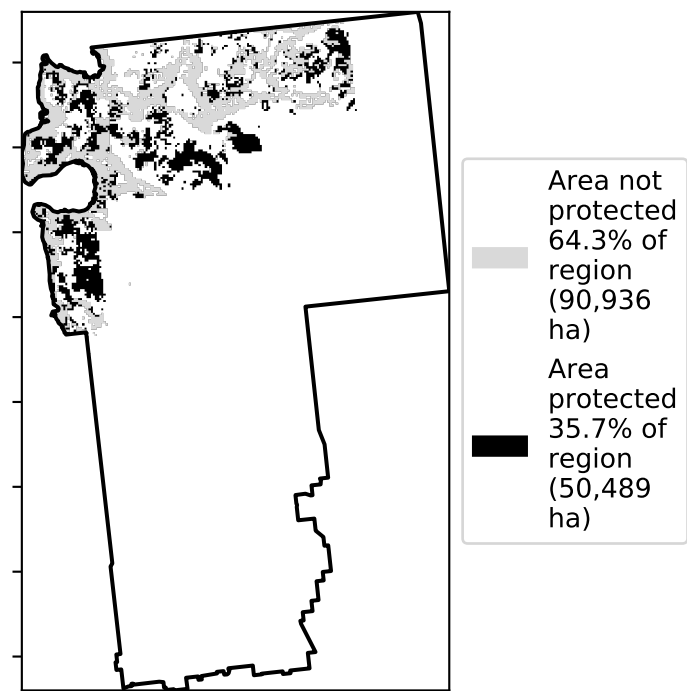 Area not
protected
64.3% of
region
(90,936
ha)
Area
protected
35.7% of
region
(50,489
ha)